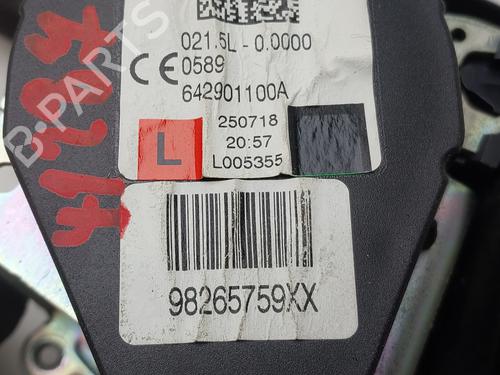 021.5L - 0.0000
CE 0589
642901100A
L
250718
20:57
L005355
98265759XX
B-PARTS